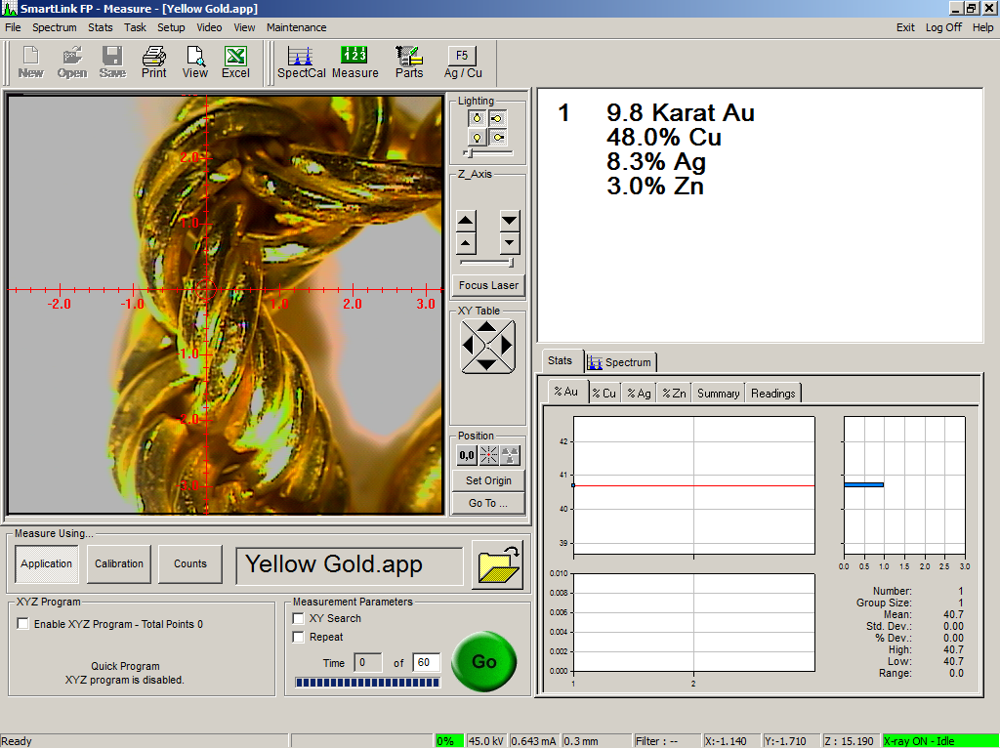 SmartLink FP - Measure - [Yellow Gold.app]
File Spectrum Stats Task Setup Video View Maintenance Exit Log Off Help
New Open Save Print View Excel SpectCal Measure Parts Ag / Cu
1 2 3
F5
Lighting
Z_Axis
Focus Laser
XY Table
Position
0,0
Set Origin
Go To ...
2.0
1.0
-2.0 -1.0 1.0 2.0 3.0
-1.0
-2.0
-3.0
1 9.8 Karat Au
48.0% Cu
8.3% Ag
3.0% Zn
Stats Spectrum
% Au % Cu % Ag % Zn Summary Readings
42
41
40
39
0.0 0.5 1.0 1.5 2.0 2.5 3.0
0.010
0.008
0.006
0.004
0.002
0.000
1 2
Number: 1
Group Size: 1
Mean: 40.7
Std. Dev.: 0.00
% Dev.: 0.00
High: 40.7
Low: 40.7
Range: 0.0
Measure Using...
Application Calibration Counts Yellow Gold.app
XYZ Program
Enable XYZ Program - Total Points 0
Quick Program
XYZ program is disabled.
Measurement Parameters
XY Search
Repeat
Time 0 of 60
Go
Ready 0% 45.0 kV 0.643 mA 0.3 mm Filter : -- X:-1.140 Y:-1.710 Z : 15.190 X-ray ON - Idle